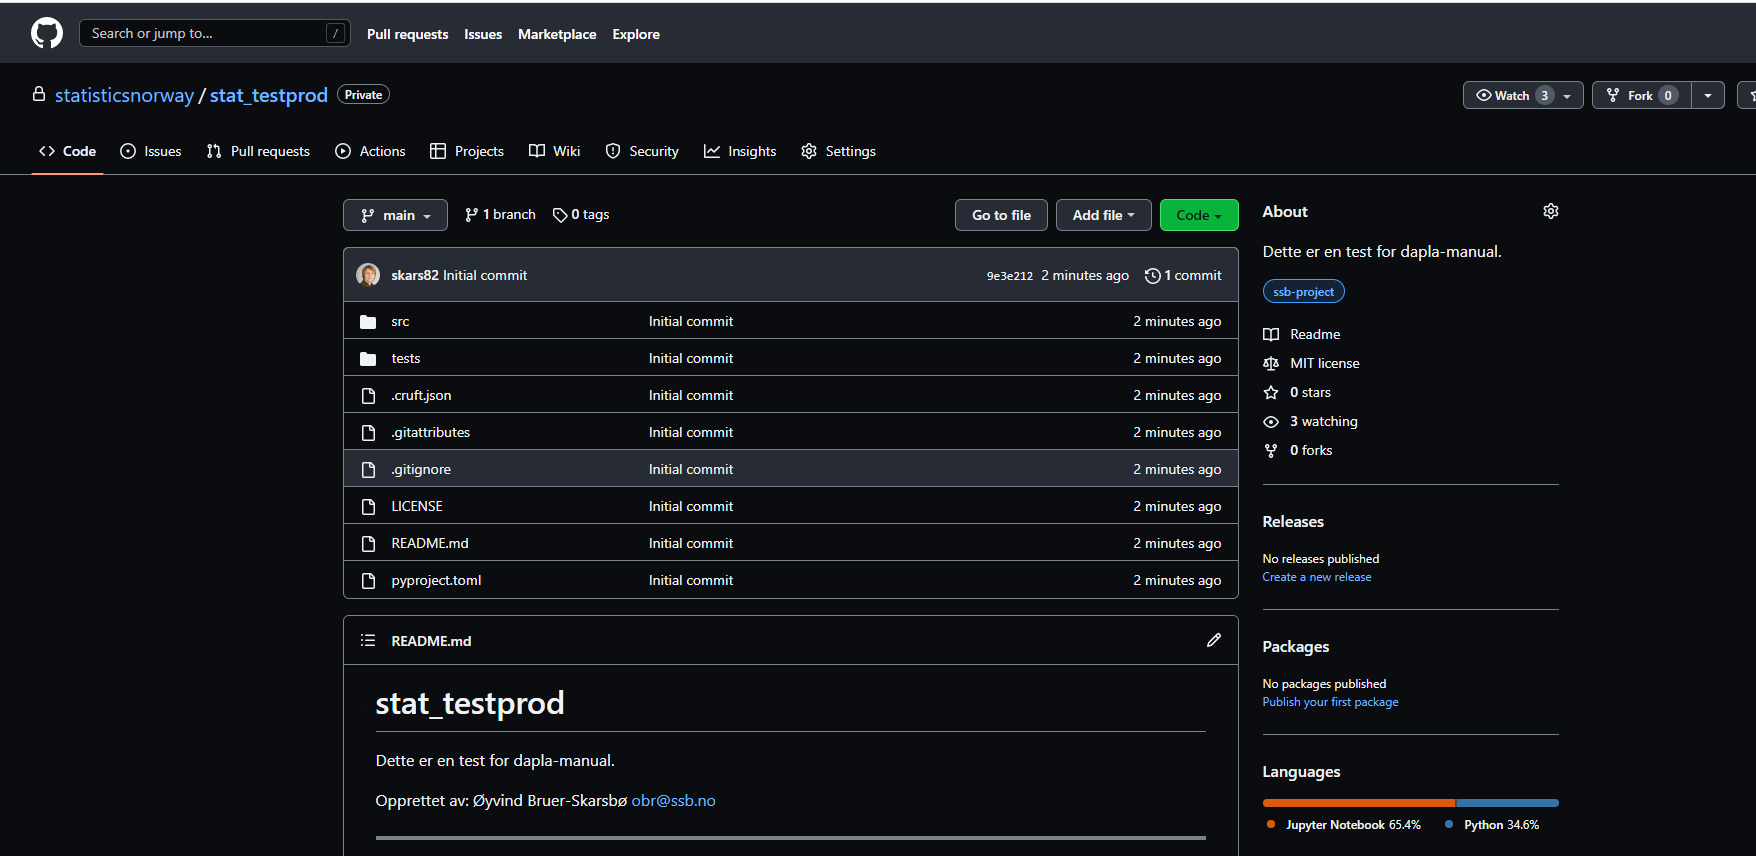 Search or jump to... /
Pull requests Issues Marketplace Explore
statisticsnorway / stat_testprod Private
Watch 3 Fork 0
Code Issues Pull requests Actions Projects Wiki Security Insights Settings
main 1 branch 0 tags Go to file Add file Code
skars82 Initial commit 9e3e212 2 minutes ago 1 commit
src Initial commit 2 minutes ago
tests Initial commit 2 minutes ago
.cruft.json Initial commit 2 minutes ago
.gitattributes Initial commit 2 minutes ago
.gitignore Initial commit 2 minutes ago
LICENSE Initial commit 2 minutes ago
README.md Initial commit 2 minutes ago
pyproject.toml Initial commit 2 minutes ago
README.md
stat_testprod
Dette er en test for dapla-manual.
Opprettet av: Øyvind Bruer-Skarsbø obr@ssb.no
About
Dette er en test for dapla-manual.
ssb-project
Readme
MIT license
0 stars
3 watching
0 forks
Releases
No releases published
Create a new release
Packages
No packages published
Publish your first package
Languages
Jupyter Notebook 65.4% Python 34.6%